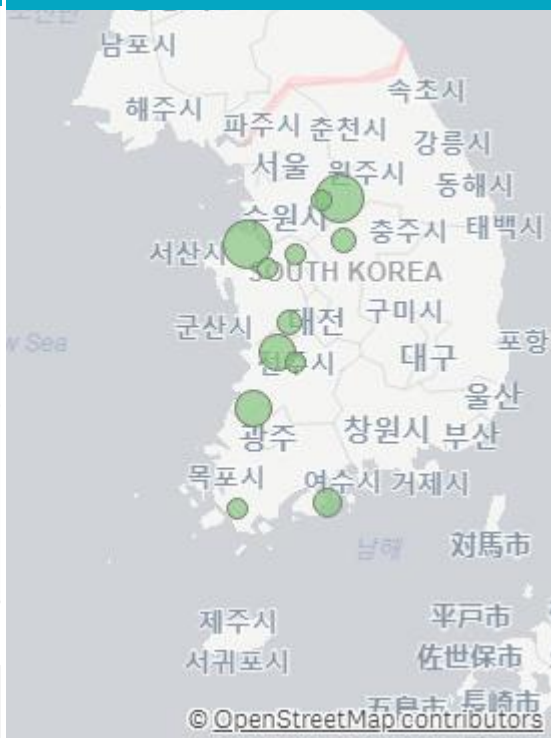 남포시
해주시
속초시
파주시 춘천시
강릉시
서울 원주시
동해시
수원시
충주시 태백시
서산시
SOUTH KOREA
군산시 대전 구미시
Sea
포항
전주시 대구
울산
광주 창원시 부산
목포시 여수시 거제시
남해 対馬市
제주시 平戸市
서귀포시 佐世保市
五島市 長崎市
© OpenStreetMap contributors